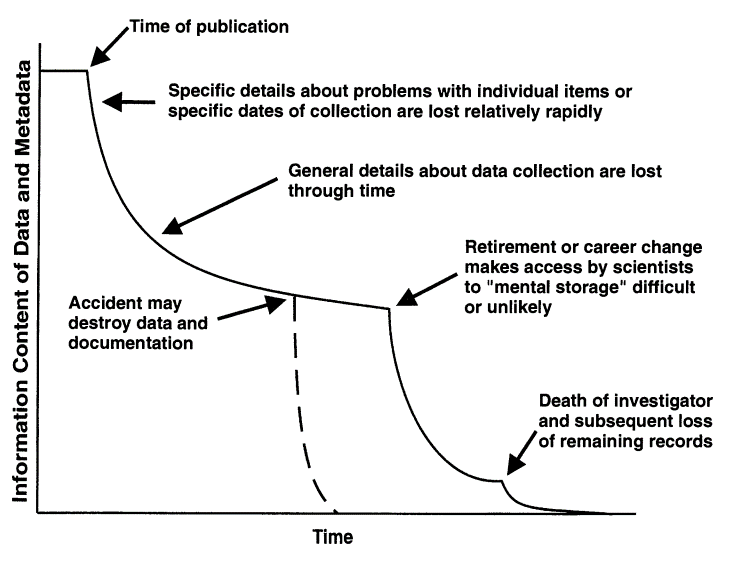 Time of publication
Specific details about problems with individual items or
specific dates of collection are lost relatively rapidly
General details about data collection are lost
through time
Retirement or career change
makes access by scientists
to "mental storage" difficult
or unlikely
Accident may
destroy data and
documentation
Death of investigator
and subsequent loss
of remaining records
Information Content of Data and Metadata
Time